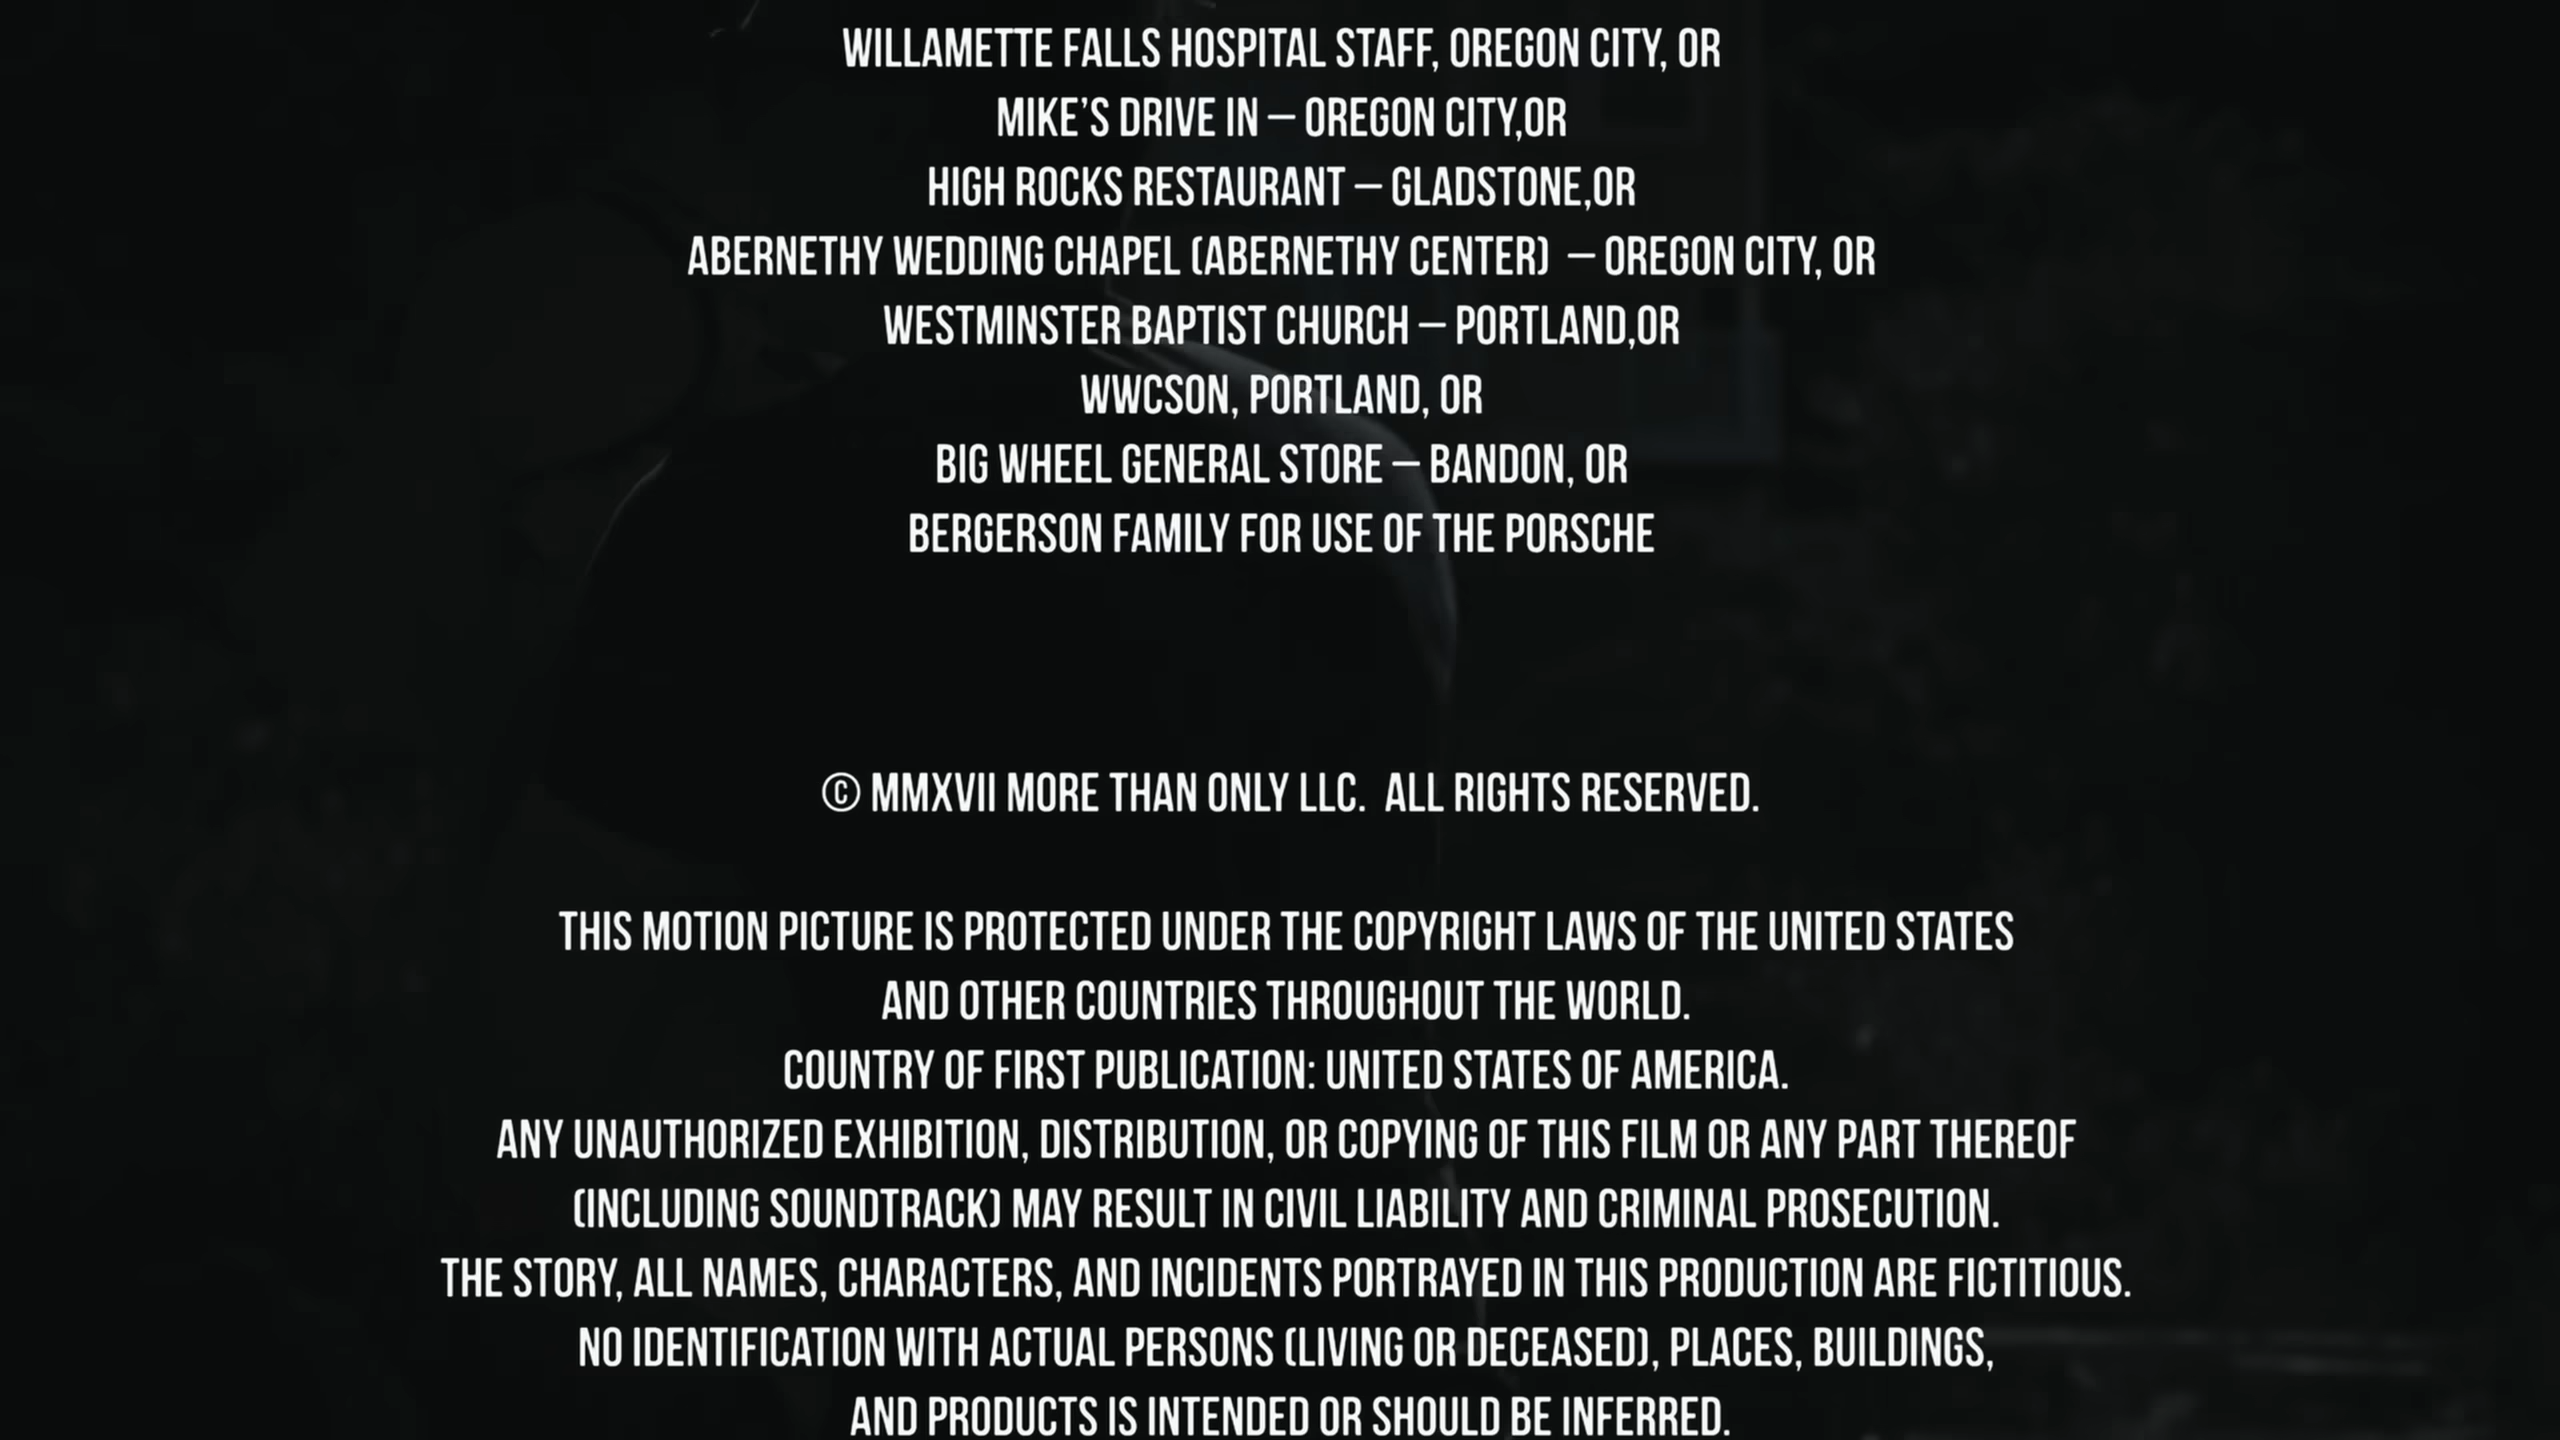 WILLAMETTE FALLS HOSPITAL STAFF, OREGON CITY, OR
MIKE'S DRIVE IN – OREGON CITY,OR
HIGH ROCKS RESTAURANT – GLADSTONE,OR
ABERNETHY WEDDING CHAPEL (ABERNETHY CENTER)  – OREGON CITY, OR
WESTMINSTER BAPTIST CHURCH – PORTLAND,OR
WWCSON, PORTLAND, OR
BIG WHEEL GENERAL STORE – BANDON, OR
BERGERSON FAMILY FOR USE OF THE PORSCHE
© MMXVII MORE THAN ONLY LLC.  ALL RIGHTS RESERVED.
THIS MOTION PICTURE IS PROTECTED UNDER THE COPYRIGHT LAWS OF THE UNITED STATES
AND OTHER COUNTRIES THROUGHOUT THE WORLD.
COUNTRY OF FIRST PUBLICATION: UNITED STATES OF AMERICA.
ANY UNAUTHORIZED EXHIBITION, DISTRIBUTION, OR COPYING OF THIS FILM OR ANY PART THEREOF
(INCLUDING SOUNDTRACK) MAY RESULT IN CIVIL LIABILITY AND CRIMINAL PROSECUTION.
THE STORY, ALL NAMES, CHARACTERS, AND INCIDENTS PORTRAYED IN THIS PRODUCTION ARE FICTITIOUS.
NO IDENTIFICATION WITH ACTUAL PERSONS (LIVING OR DECEASED), PLACES, BUILDINGS,
AND PRODUCTS IS INTENDED OR SHOULD BE INFERRED.